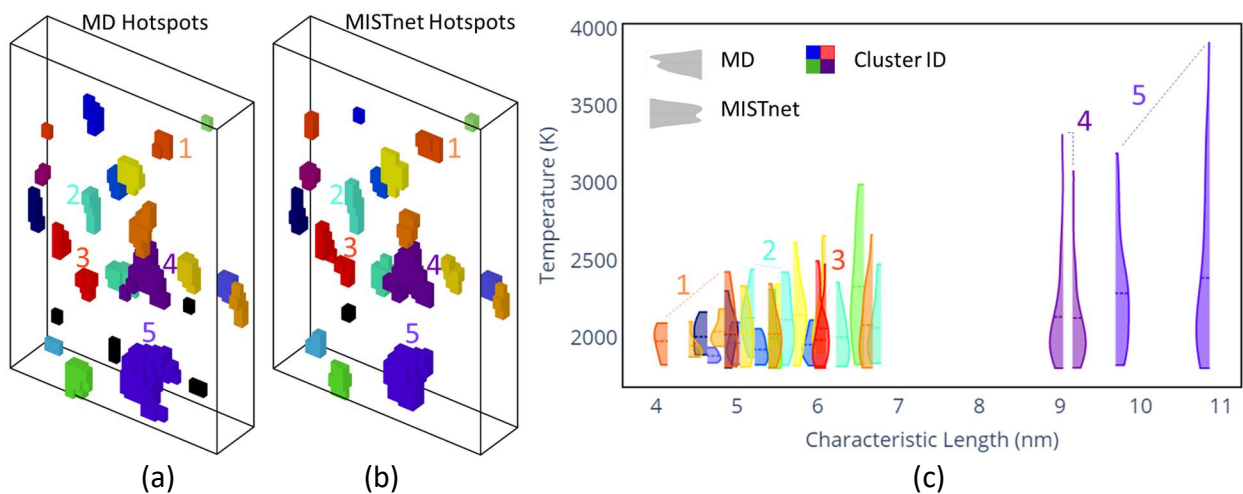 MD Hotspots
1
2
3
4
5
(a)
MISTnet Hotspots
1
2
3
4
5
(b)
4000
3500
3000
2500
2000
Temperature (K)
MD
Cluster ID
MISTnet
1
2
3
4
5
4 5 6 7 8 9 10 11
Characteristic Length (nm)
(c)